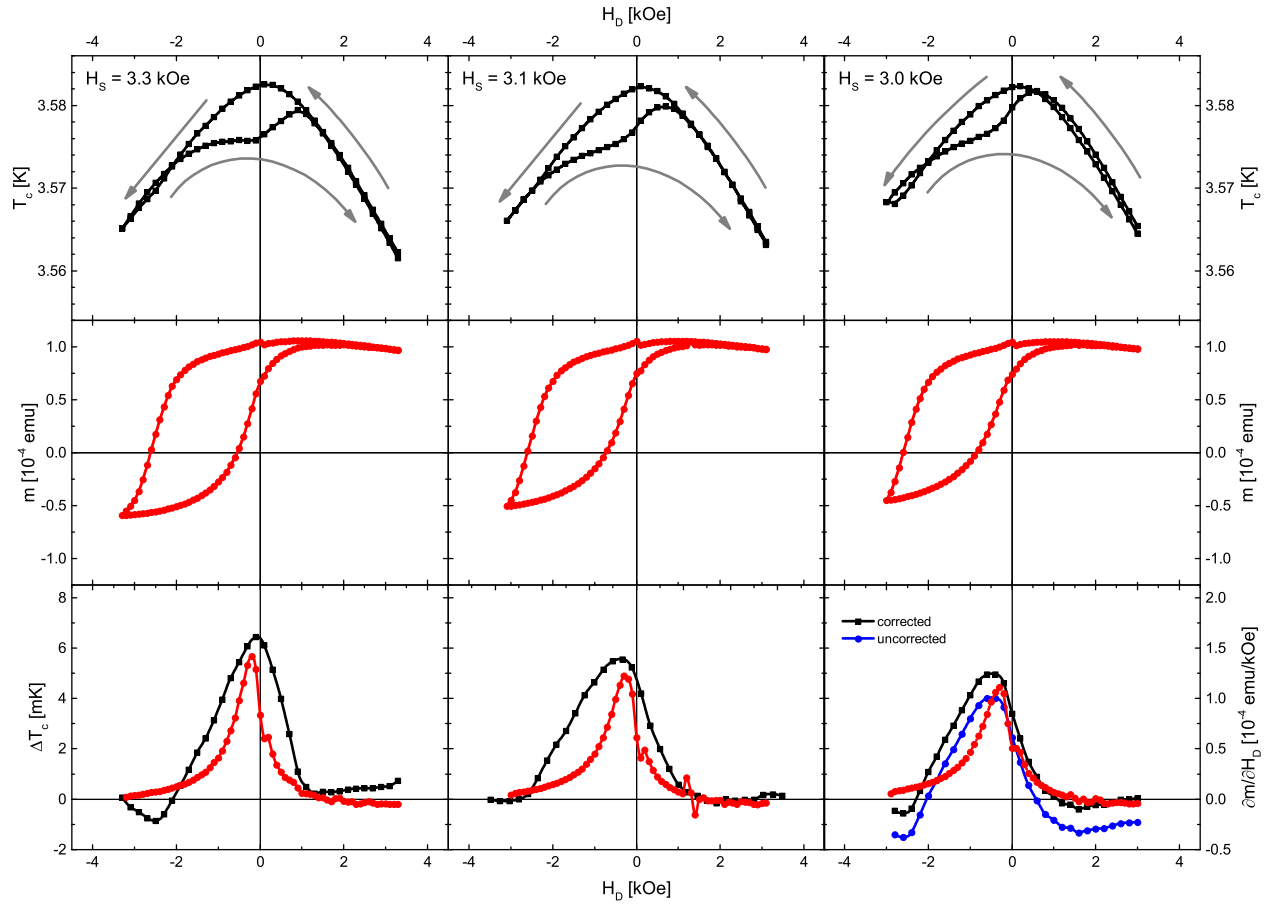 H_D [kOe]
-4 -2 0 2 4 -4 -2 0 2 4 -4 -2 0 2 4
H_S = 3.3 kOe H_S = 3.1 kOe H_S = 3.0 kOe
3.58 3.58
3.57 3.57
3.56 3.56
T_c [K] T_c [K]
1.0 1.0
0.5 0.5
0.0 0.0
-0.5 -0.5
-1.0 -1.0
m [10^-4 emu] m [10^-4 emu]
8 2.0
corrected
uncorrected
6 1.5
4 1.0
2 0.5
0 0.0
-2 -0.5
ΔT_c [mK] ∂m/∂H_D [10^-4 emu/kOe]
-4 -2 0 2 4 -4 -2 0 2 4 -4 -2 0 2 4
H_D [kOe]